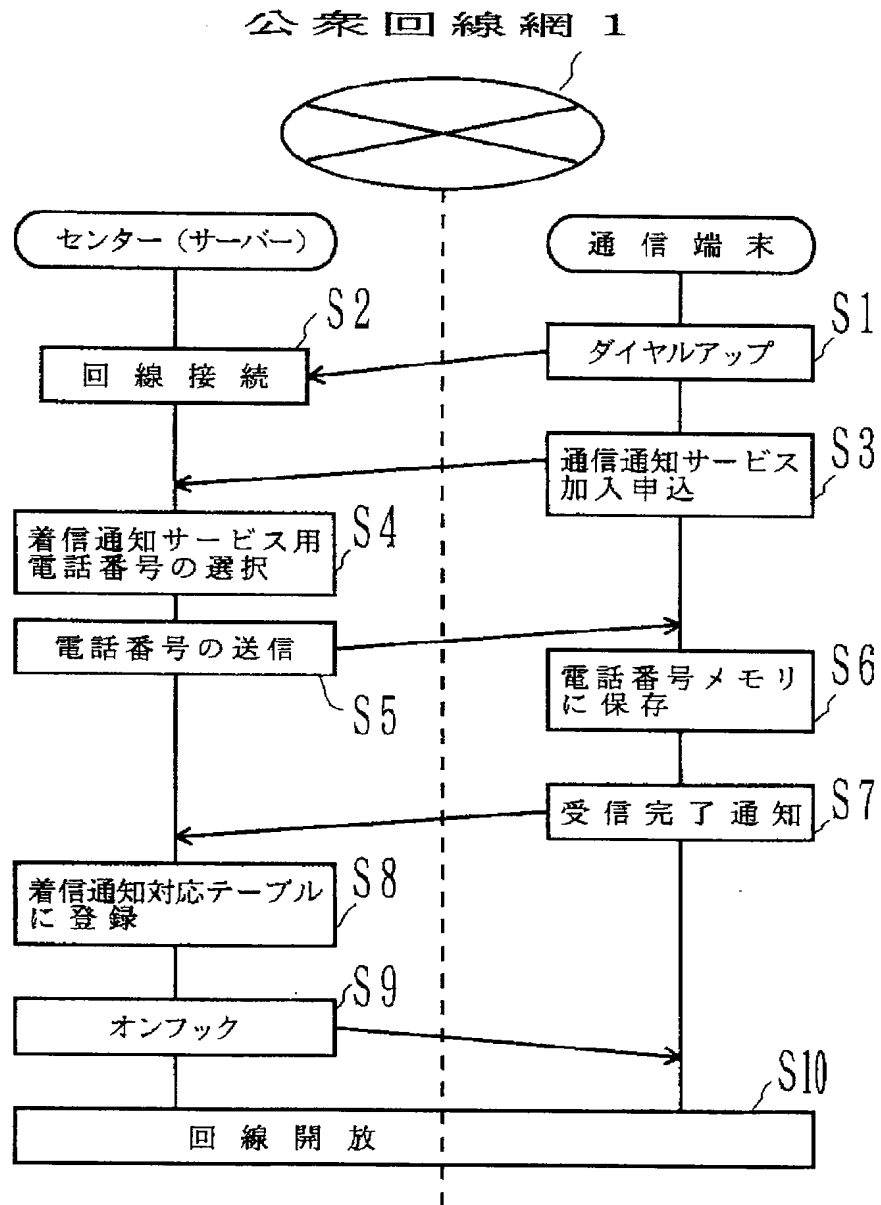 公衆回線網1
センター(サーバー)
通信端末
S2
S1
ダイヤルアップ
回線接続
S3
通信通知サービス
加入申込
S4
着信通知サービス用
電話番号の選択
電話番号の送信
S5
S6
電話番号メモリ
に保存
S7
受信完了通知
S8
着信通知対応テーブル
に登録
S9
オンフック
S10
回線開放